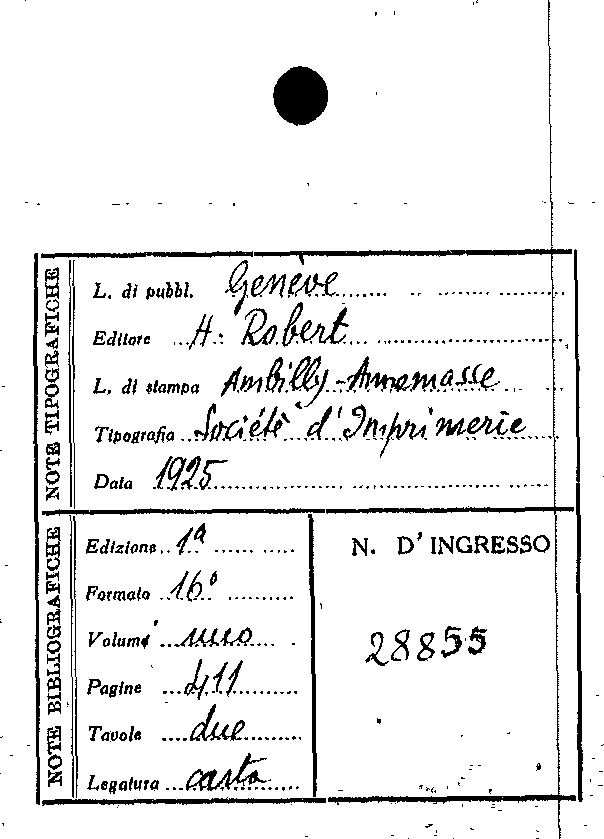 NOTE TIPOGRAFICHE
L. di pubbl. Genève
Editore H. Robert
L. di stampa Ambilly-Annemasse
Tipografia Société d'Imprimerie
Data 1925
NOTE BIBLIOGRAFICHE
Edizione 1ª
Formato 16º
Volume uno
Pagine 411
Tavole due
Legatura carta
N. D'INGRESSO
28855